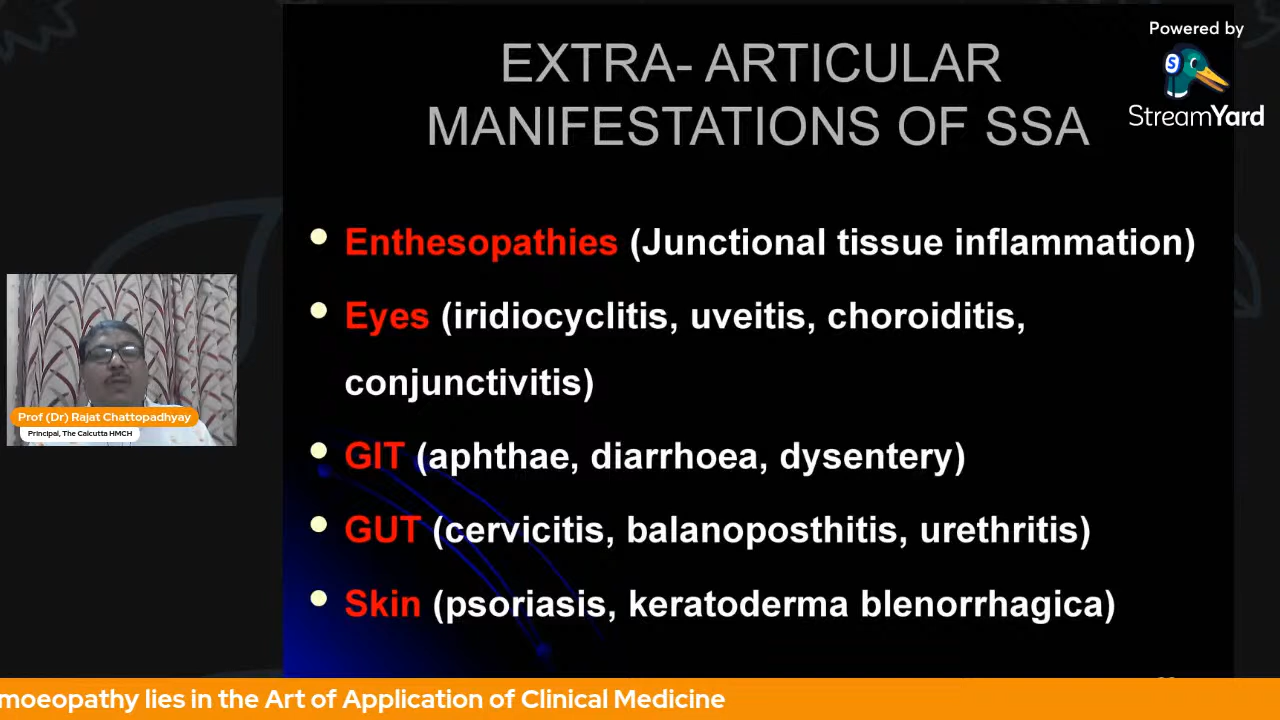 EXTRA- ARTICULAR
MANIFESTATIONS OF SSA
Powered by
S
StreamYard
Enthesopathies (Junctional tissue inflammation)
Eyes (iridiocyclitis, uveitis, choroiditis,
conjunctivitis)
GIT (aphthae, diarrhoea, dysentery)
GUT (cervicitis, balanoposthitis, urethritis)
Skin (psoriasis, keratoderma blenorrhagica)
Prof (Dr) Rajat Chattopadhyay
Principal, The Calcutta HMCH
moeopathy lies in the Art of Application of Clinical Medicine